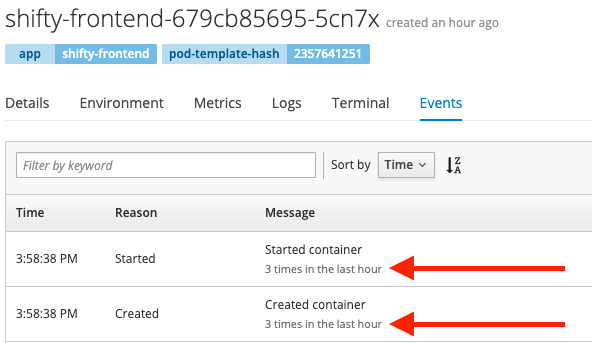 shifty-frontend-679cb85695-5cn7x created an hour ago
app shifty-frontend pod-template-hash 2357641251
Details Environment Metrics Logs Terminal Events
Filter by keyword Sort by Time ZA
Time Reason Message
3:58:38 PM Started Started container
3 times in the last hour
3:58:38 PM Created Created container
3 times in the last hour